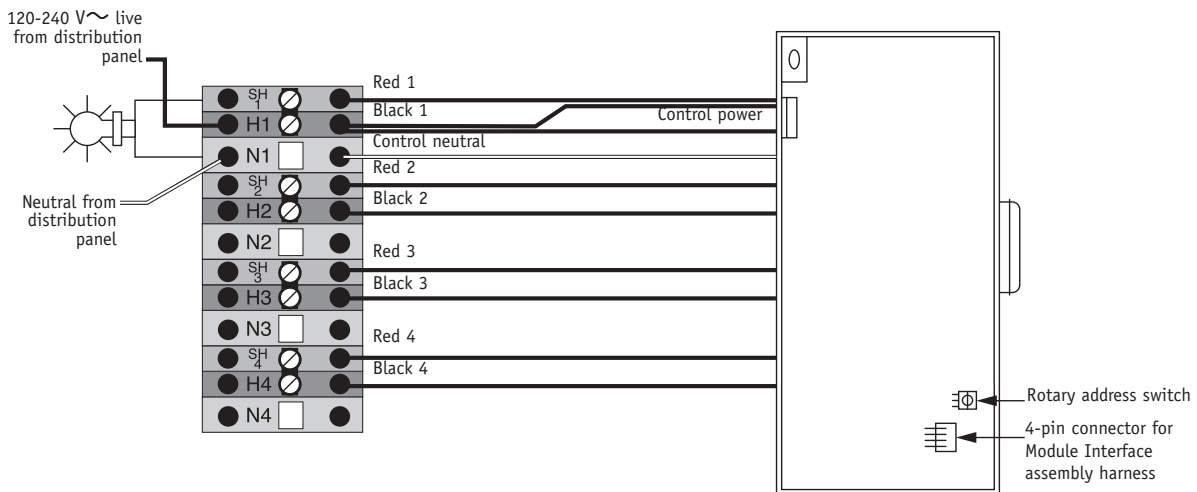 120-240 V～ live
from distribution
panel
SH
1
H1
N1
SH
2
H2
N2
SH
3
H3
N3
SH
4
H4
N4
Neutral from
distribution
panel
Red 1
Black 1
Control power
Control neutral
Red 2
Black 2
Red 3
Black 3
Red 4
Black 4
Rotary address switch
4-pin connector for
Module Interface
assembly harness